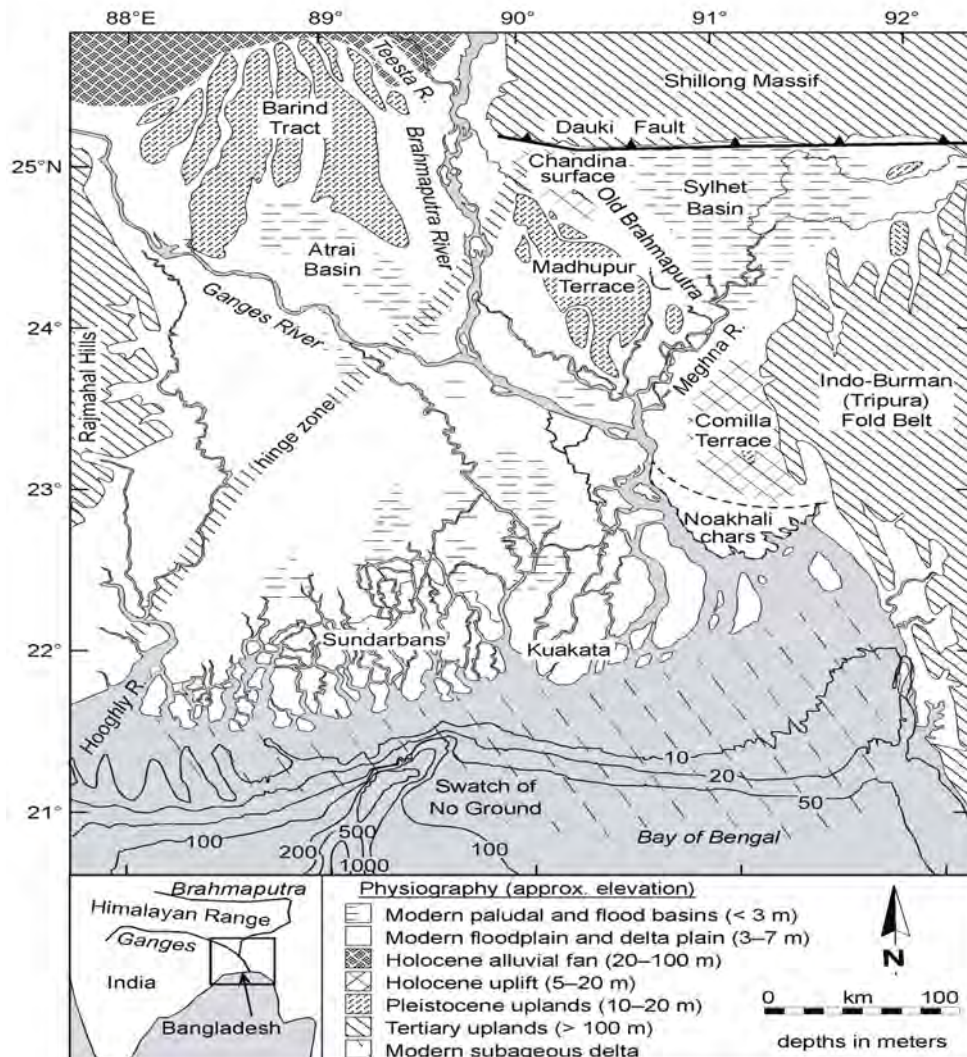 88°E
89°
90°
91°
92°
Teesta R.
Shillong Massif
Barind
Tract
Dauki Fault
25°N
Chandina
surface
Brahmaputra River
Old Brahmaputra
Sylhet
Basin
Atrai
Basin
Madhupur
Terrace
24°
Ganges River
Meghna R.
Rajmahal Hills
Indo-Burman
(Tripura)
Fold Belt
hinge zone
Comilla
Terrace
23°
Noakhali
chars
Sundarbans
Kuakata
22°
Hooghly R.
10
20
50
Swatch of
No Ground
21°
100
500
200
1000
100
Bay of Bengal
Brahmaputra
Himalayan Range
Ganges
India
Bangladesh
Physiography (approx. elevation)
Modern paludal and flood basins (< 3 m)
Modern floodplain and delta plain (3–7 m)
Holocene alluvial fan (20–100 m)
Holocene uplift (5–20 m)
Pleistocene uplands (10–20 m)
Tertiary uplands (> 100 m)
Modern subaqeous delta
N
0 km 100
depths in meters